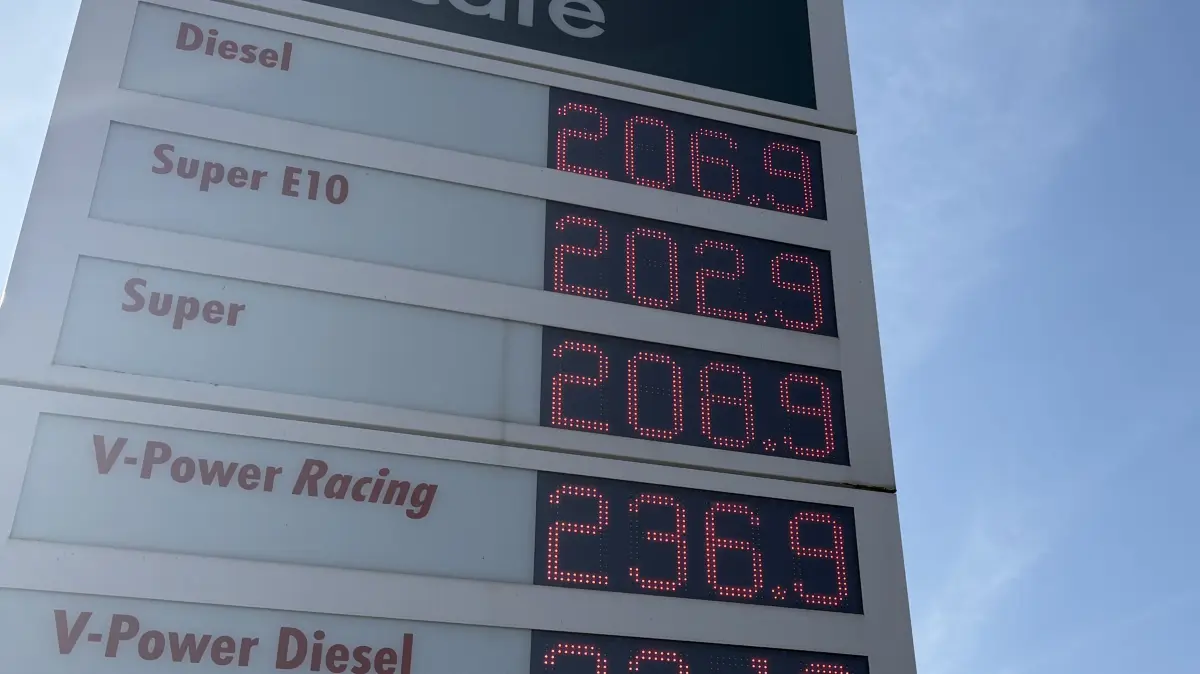 Diesel 206.9
Super E10 202.9
Super 208.9
V-Power Racing 236.9
V-Power Diesel